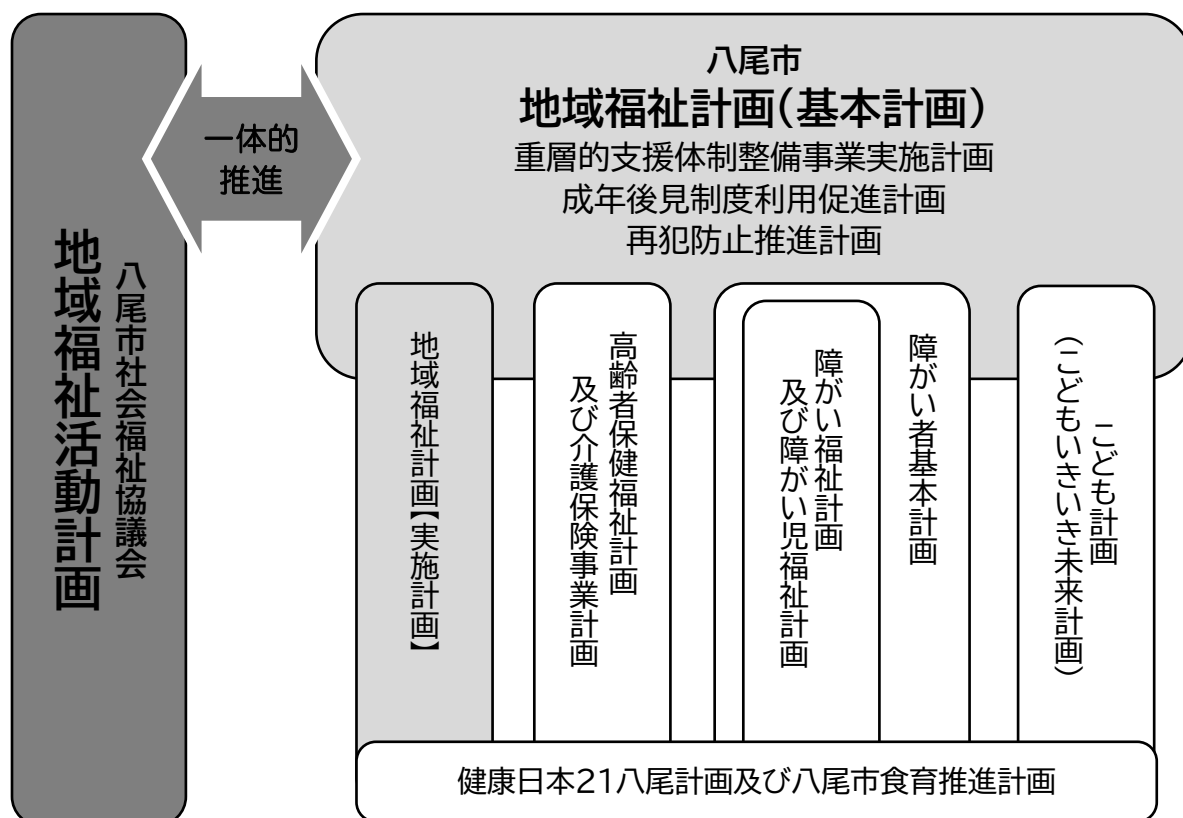 八尾市
地域福祉計画(基本計画)
重層的支援体制整備事業実施計画
成年後見制度利用促進計画
再犯防止推進計画
一体的
推進
八尾市社会福祉協議会
地域福祉活動計画
地域福祉計画【実施計画】
高齢者保健福祉計画
及び介護保険事業計画
障がい福祉計画
及び障がい児福祉計画
障がい者基本計画
こども計画
(こどもいきいき未来計画)
健康日本21八尾計画及び八尾市食育推進計画